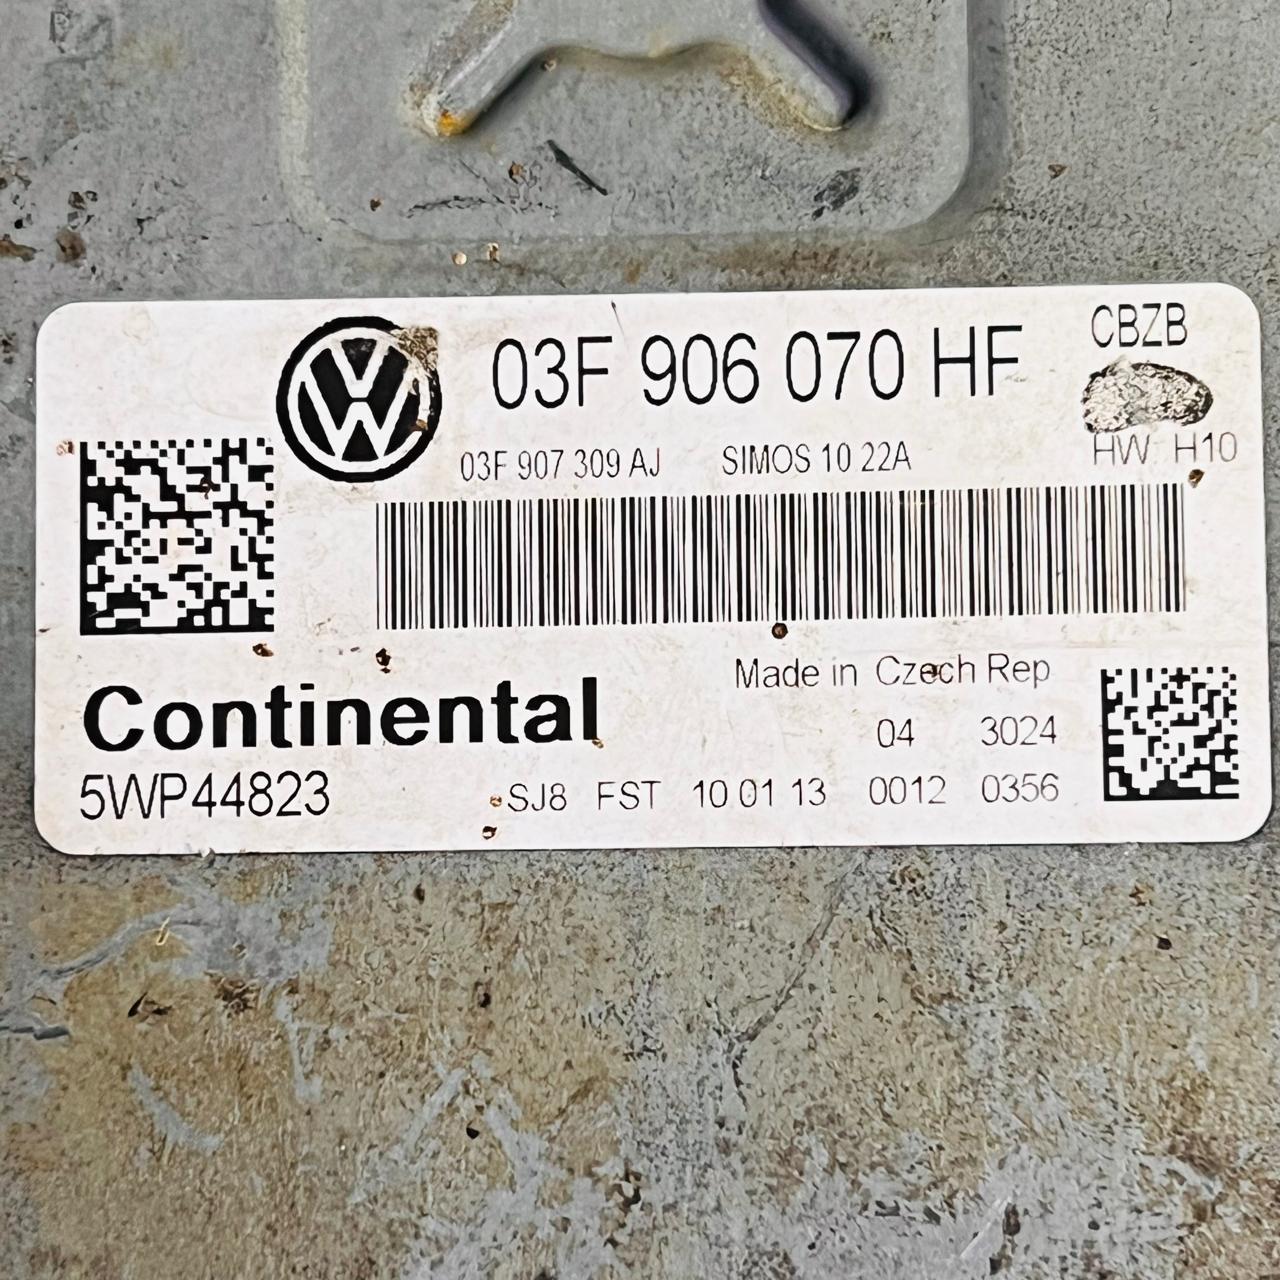 03F 906 070 HF
CBZB
03F 907 309 AJ SIMOS 10 22A
HW H10
Continental
5WP44823
Made in Czech Rep
04 3024
SJ8 FST 10 01 13 0012 0356